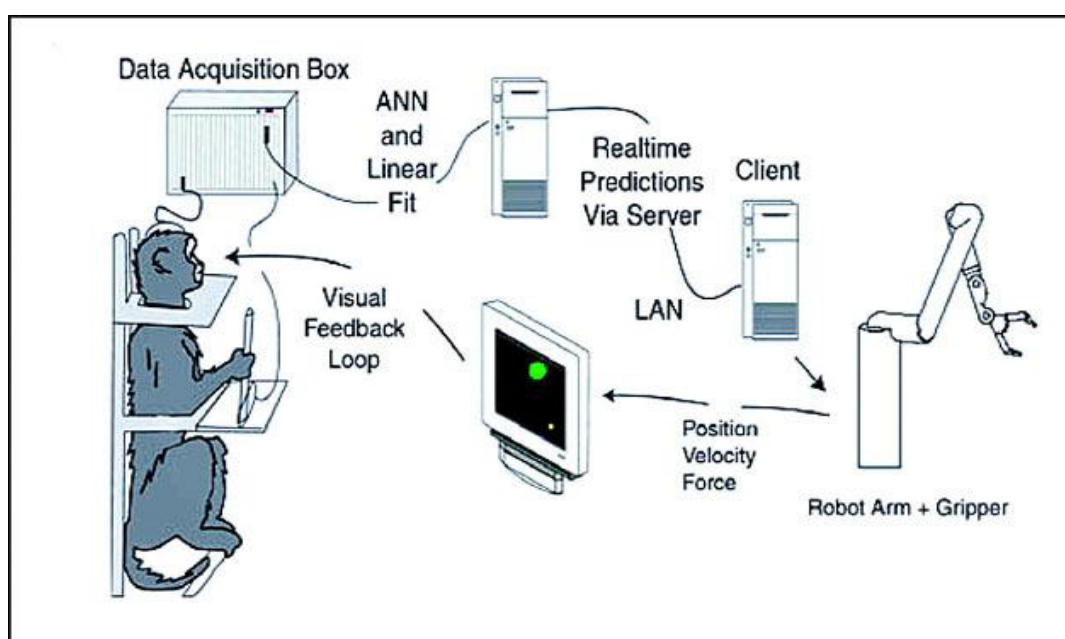 Data Acquisition Box
ANN
and
Linear
Fit
Realtime
Predictions
Via Server
Client
LAN
Visual
Feedback
Loop
Position
Velocity
Force
Robot Arm + Gripper